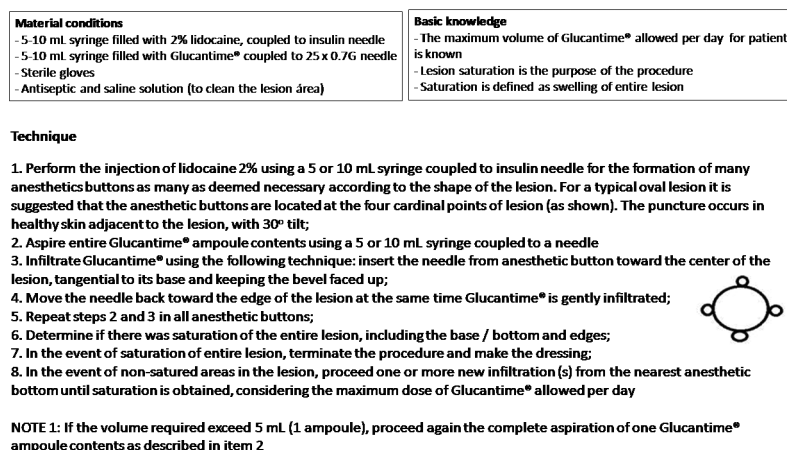 Material conditions
- 5-10 mL syringe filled with 2% lidocaine, coupled to insulin needle
- 5-10 mL syringe filled with Glucantime® coupled to 25 x 0.7G needle
- Sterile gloves
- Antiseptic and saline solution (to clean the lesion área)
Basic knowledge
- The maximum volume of Glucantime® allowed per day for patient
is known
- Lesion saturation is the purpose of the procedure
- Saturation is defined as swelling of entire lesion
Technique
1. Perform the injection of lidocaine 2% using a 5 or 10 mL syringe coupled to insulin needle for the formation of many
anesthetics buttons as many as deemed necessary according to the shape of the lesion. For a typical oval lesion it is
suggested that the anesthetic buttons are located at the four cardinal points of lesion (as shown). The puncture occurs in
healthy skin adjacent to the lesion, with 30º tilt;
2. Aspire entire Glucantime® ampoule contents using a 5 or 10 mL syringe coupled to a needle
3. Infiltrate Glucantime® using the following technique: insert the needle from anesthetic button toward the center of the
lesion, tangential to its base and keeping the bevel faced up;
4. Move the needle back toward the edge of the lesion at the same time Glucantime® is gently infiltrated;
5. Repeat steps 2 and 3 in all anesthetic buttons;
6. Determine if there was saturation of the entire lesion, including the base / bottom and edges;
7. In the event of saturation of entire lesion, terminate the procedure and make the dressing;
8. In the event of non-satured areas in the lesion, proceed one or more new infiltration (s) from the nearest anesthetic
bottom until saturation is obtained, considering the maximum dose of Glucantime® allowed per day
NOTE 1: If the volume required exceed 5 mL (1 ampoule), proceed again the complete aspiration of one Glucantime®
ampoule contents as described in item 2